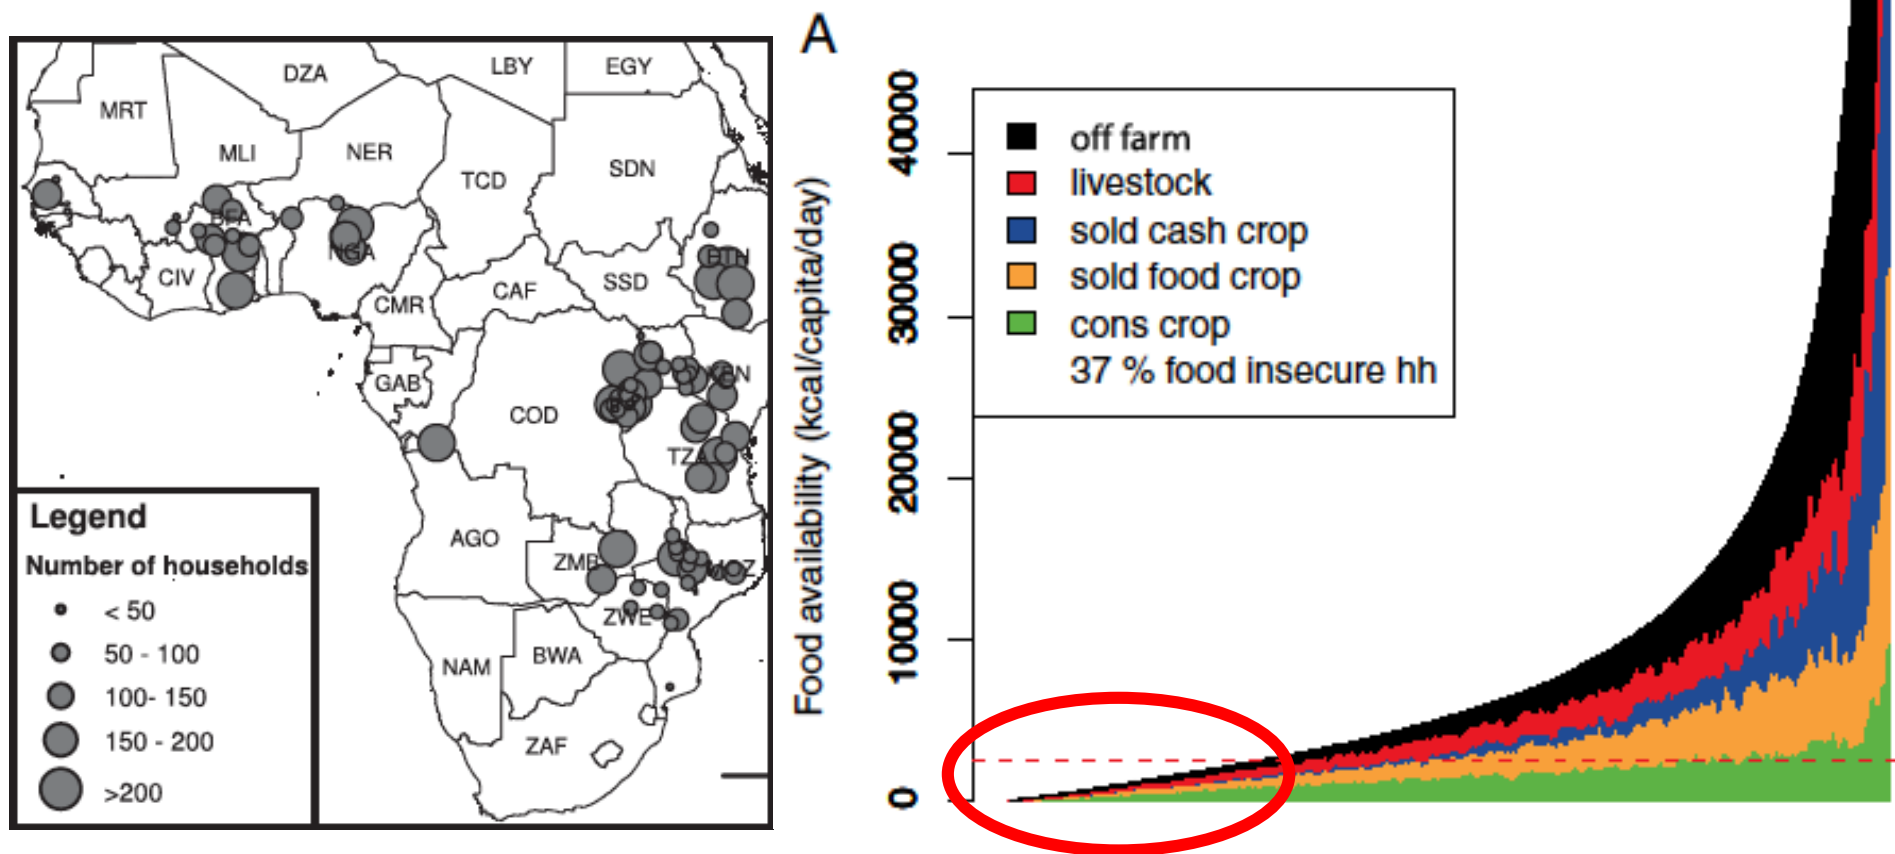 DZA
LBY
EGY
MRT
MLI
NER
TCD
SDN
BFA
NGA
ETH
CIV
CMR
CAF
SSD
GAB
COD
KEN
TZA
AGO
ZMB
MOZ
ZWE
NAM
BWA
ZAF
Legend
Number of households
< 50
50 - 100
100- 150
150 - 200
>200
A
Food availability (kcal/capita/day)
40000
30000
20000
10000
0
off farm
livestock
sold cash crop
sold food crop
cons crop
37 % food insecure hh